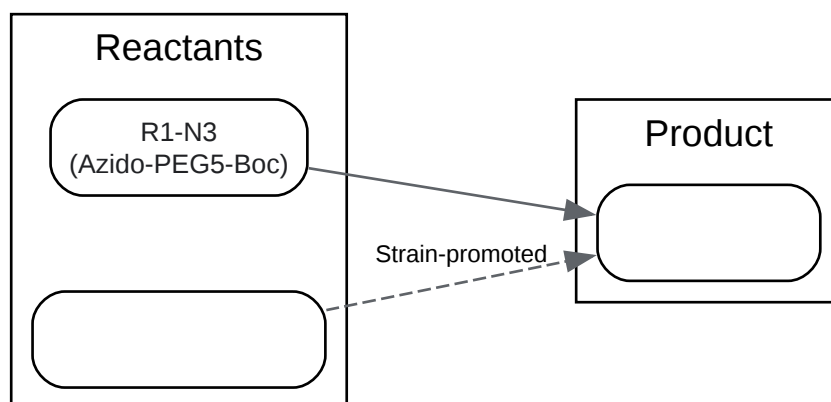 Reactants
R1-N3
(Azido-PEG5-Boc)
Product
Strain-promoted